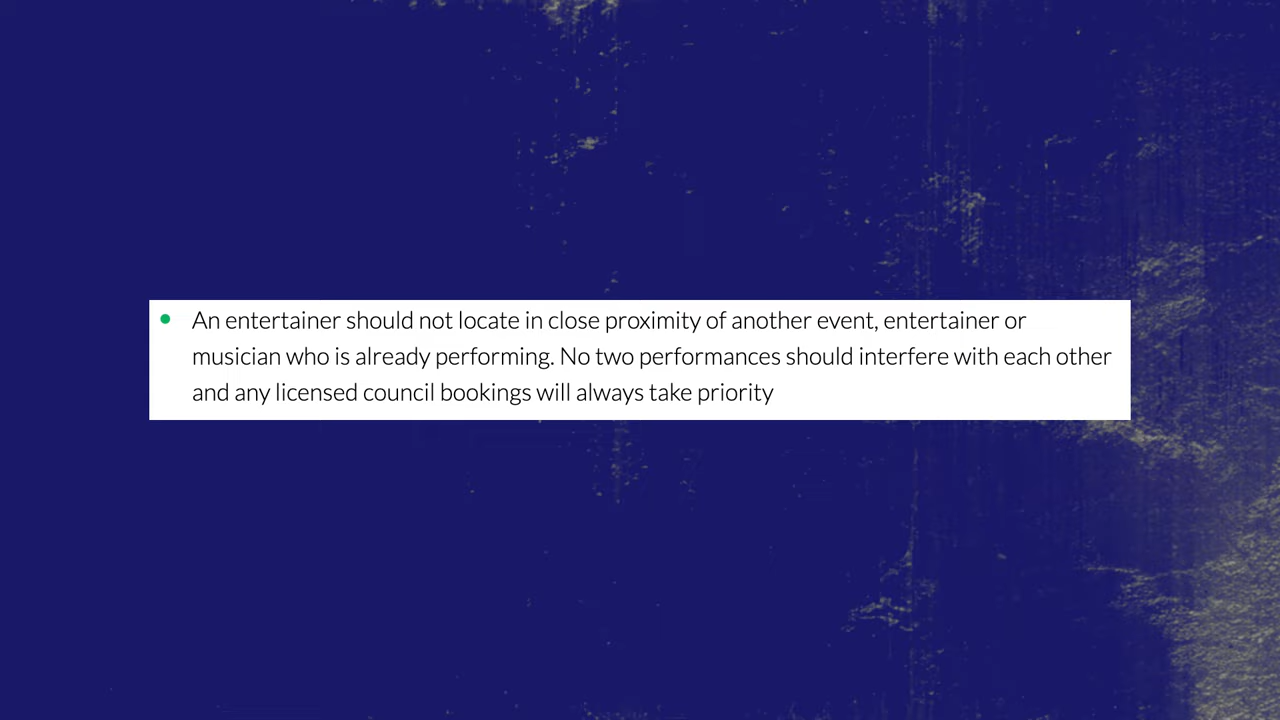 An entertainer should not locate in close proximity of another event, entertainer or
musician who is already performing. No two performances should interfere with each other
and any licensed council bookings will always take priority